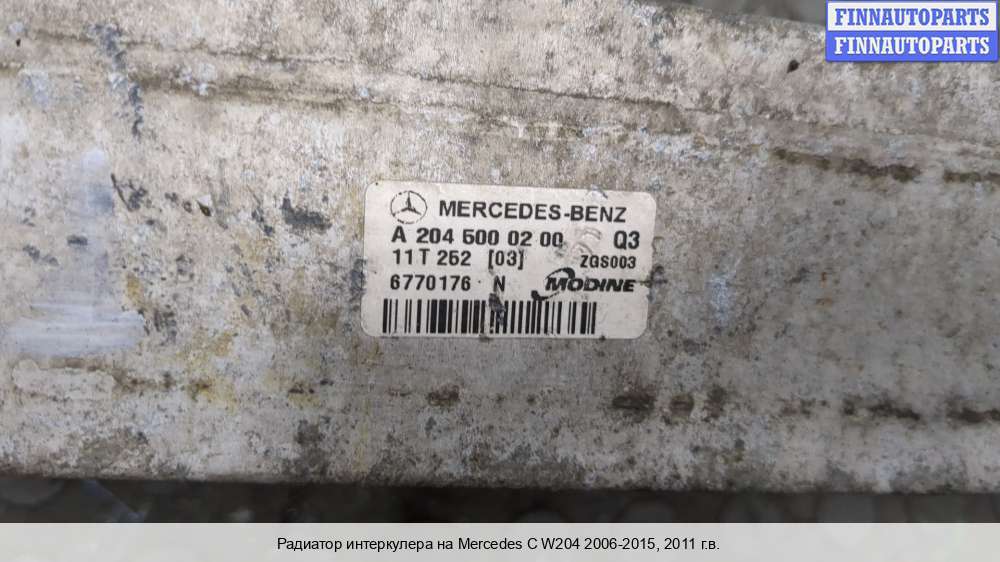 FINNAUTOPARTS
FINNAUTOPARTS
MERCEDES-BENZ
A 204 500 02 00 Q3
11 T 252 [03] ZGS003
6770176 N MODINE
Радиатор интеркулера на Mercedes C W204 2006-2015, 2011 г.в.